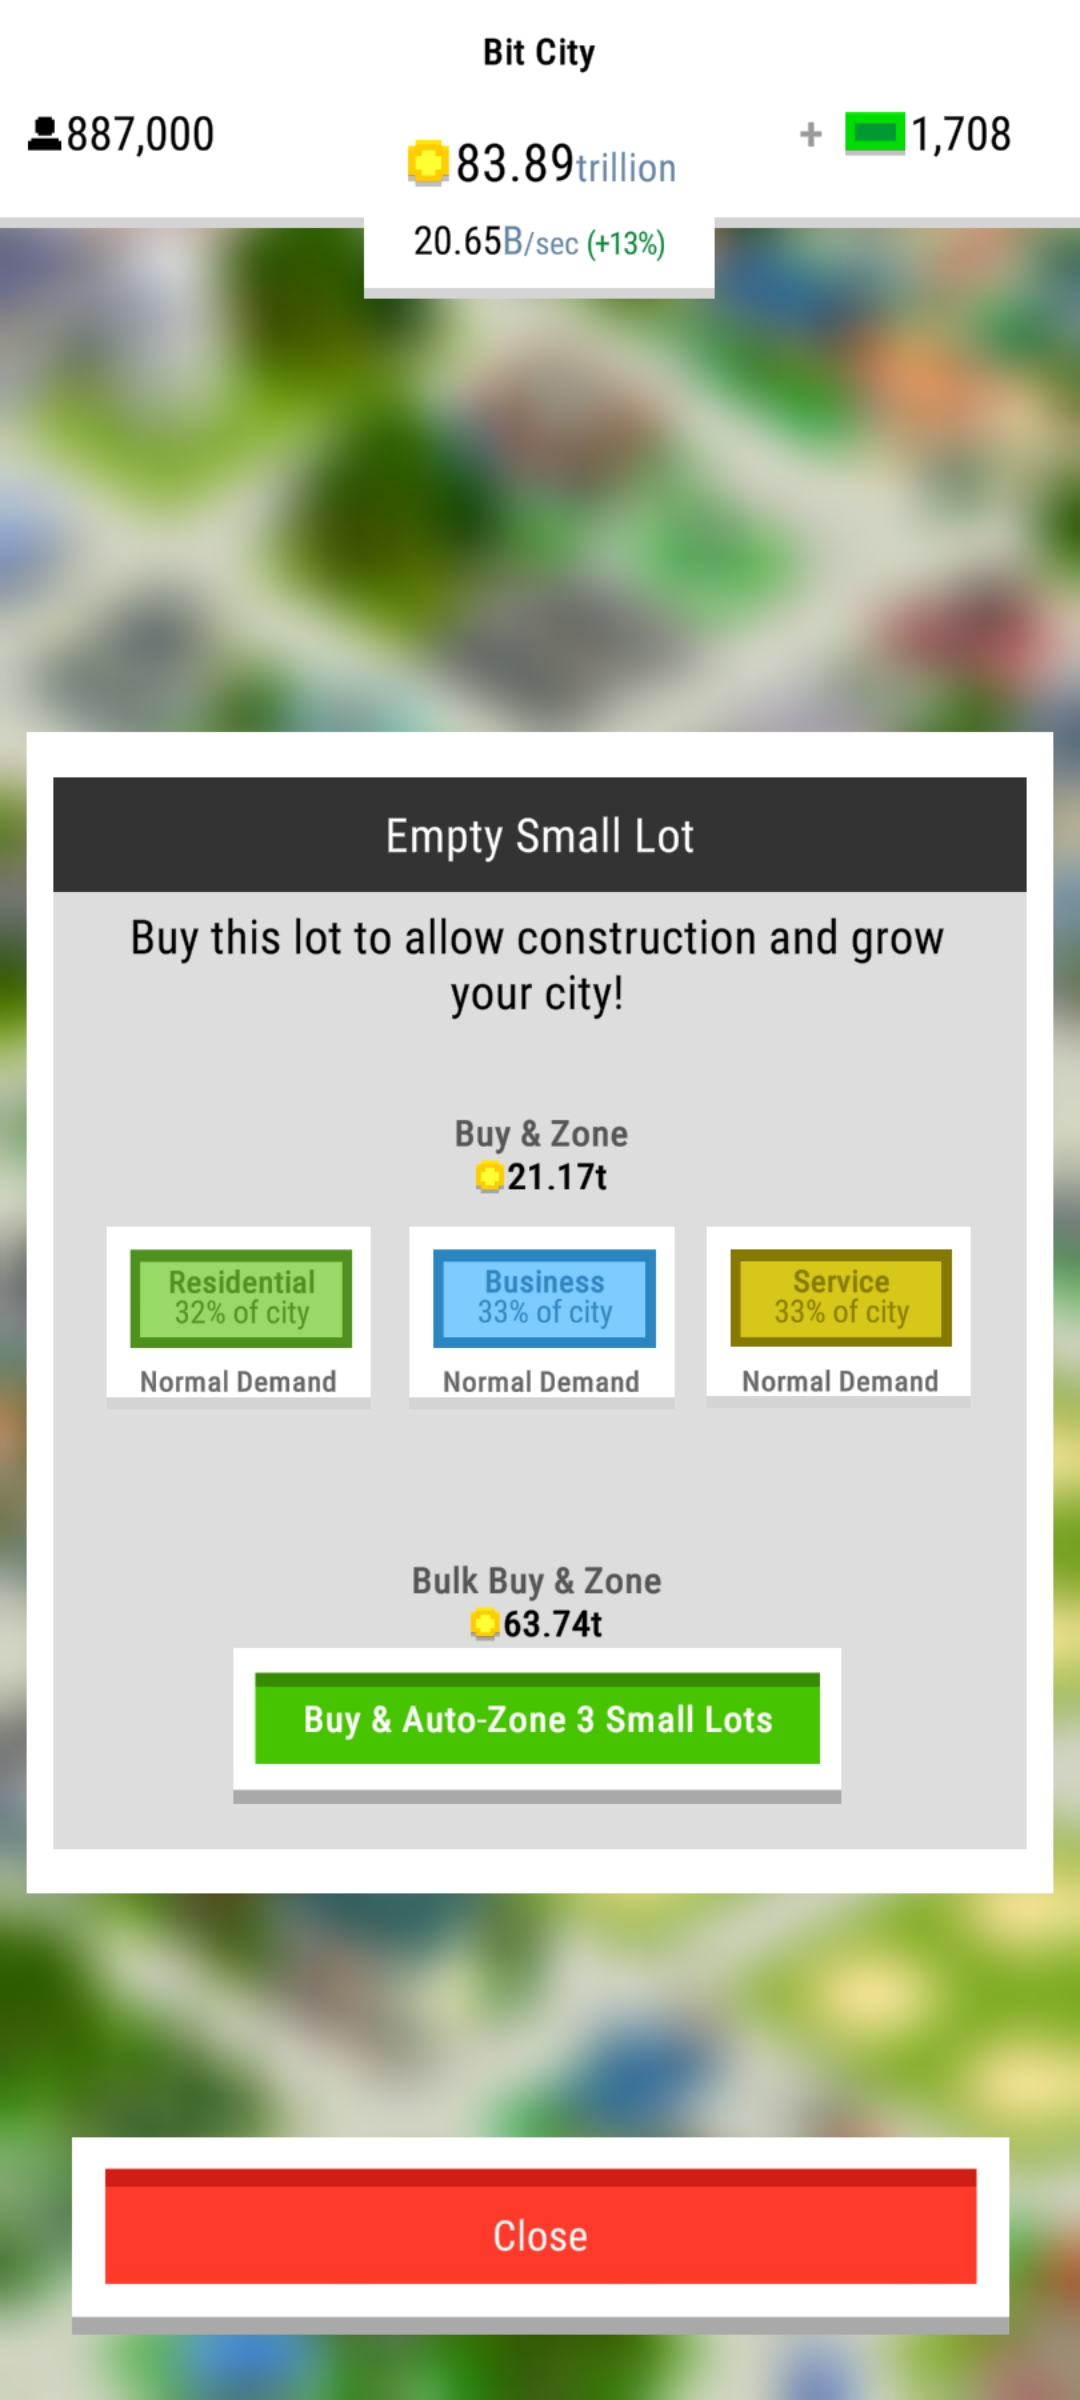 Bit City
887,000
83.89trillion
+ 1,708
20.65B/sec (+13%)
Empty Small Lot
Buy this lot to allow construction and grow
your city!
Buy & Zone
21.17t
Residential
32% of city
Normal Demand
Business
33% of city
Normal Demand
Service
33% of city
Normal Demand
Bulk Buy & Zone
63.74t
Buy & Auto-Zone 3 Small Lots
Close